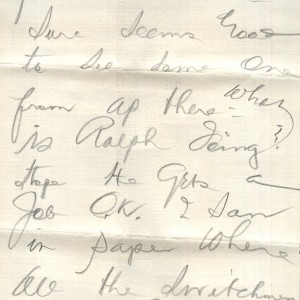 Sure seems Good
to see some one
from up there - What
is Ralph Doing?
Hope He Gets a
Job O.K. I Saw
in paper Where
all the Switchmen